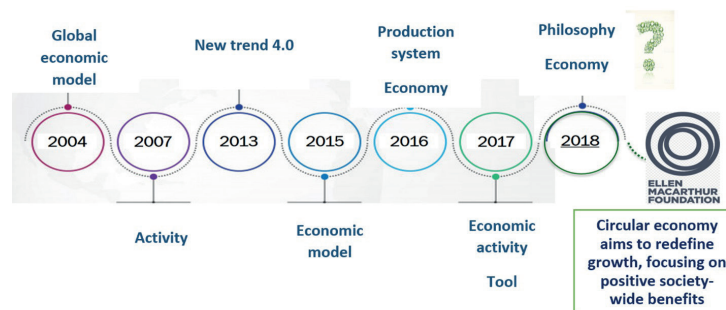 Global
economic
model
New trend 4.0
Production
system
Economy
Philosophy
Economy
?
2004
2007
2013
2015
2016
2017
2018
Activity
Economic
model
Economic
activity
Tool
ELLEN
MACARTHUR
FOUNDATION
Circular economy
aims to redefine
growth, focusing on
positive society-
wide benefits